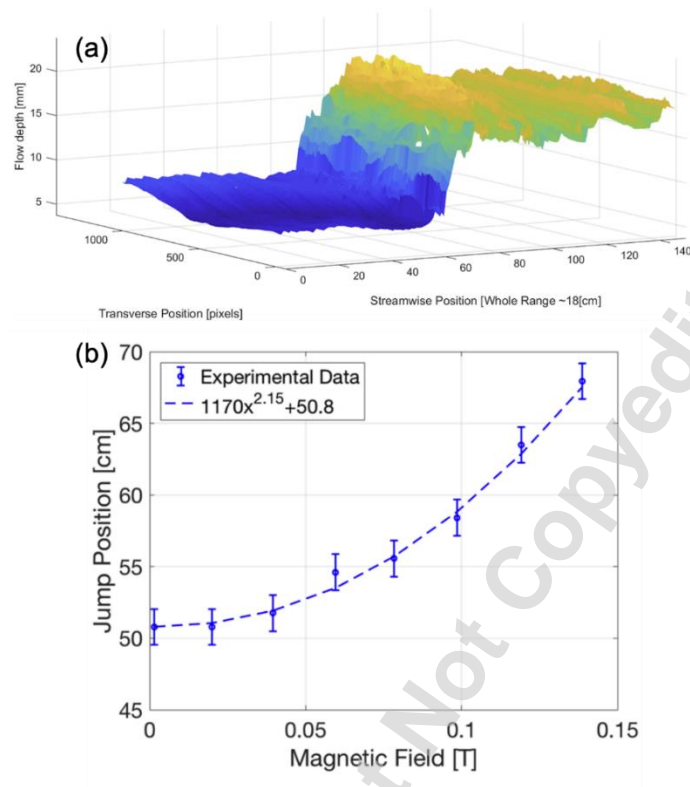 (a)
20
15
10
5
Flow depth [mm]
1000
500
0
0
20
40
60
80
100
120
140
Transverse Position [pixels]
Streamwise Position [Whole Range ~18[cm]
(b)
70
65
60
55
50
45
Jump Position [cm]
Experimental Data
1170x^2.15+50.8
0
0.05
0.1
0.15
Magnetic Field [T]
Not Copyedi